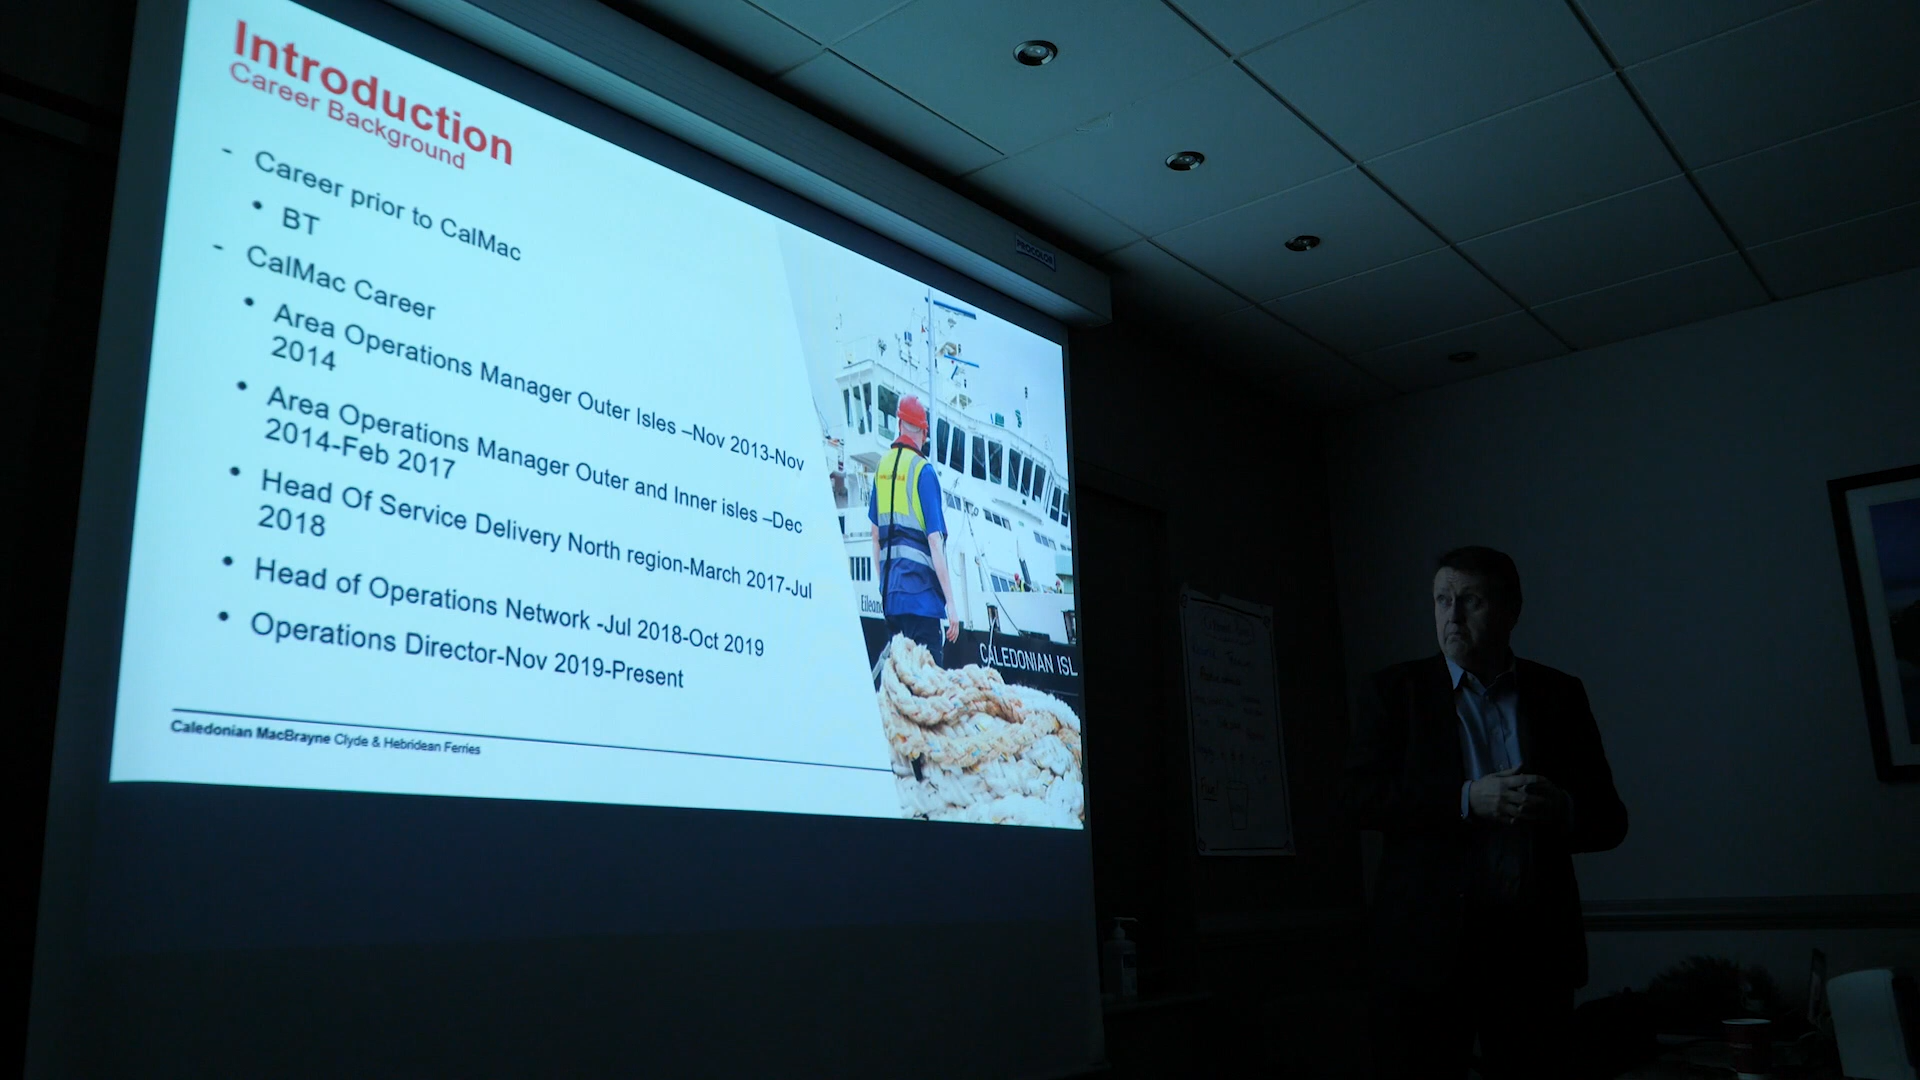 Introduction
Career Background
- Career prior to CalMac
• BT
- CalMac Career
• Area Operations Manager Outer Isles –Nov 2013-Nov
2014
• Area Operations Manager Outer and Inner isles –Dec
2014-Feb 2017
• Head Of Service Delivery North region-March 2017-Jul
2018
• Head of Operations Network -Jul 2018-Oct 2019
• Operations Director-Nov 2019-Present
Caledonian MacBrayne Clyde & Hebridean Ferries
Eileand
CALEDONIAN ISL
PROCOLOR